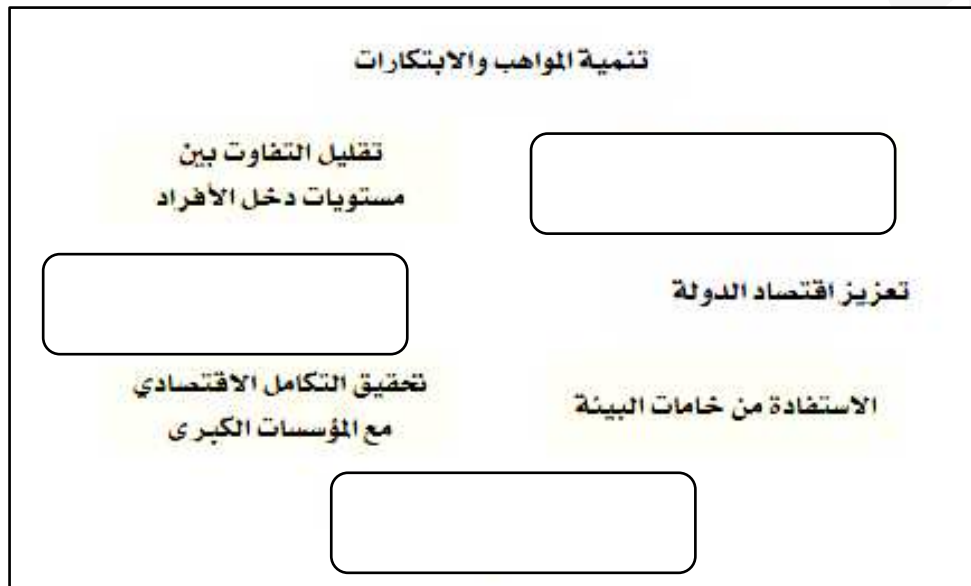 تنمية المواهب والابتكارات
تقليل التفاوت بين
مستويات دخل الأفراد
تعزيز اقتصاد الدولة
الاستفادة من خامات البيئة
تحقيق التكامل الاقتصادي
مع المؤسسات الكبرى